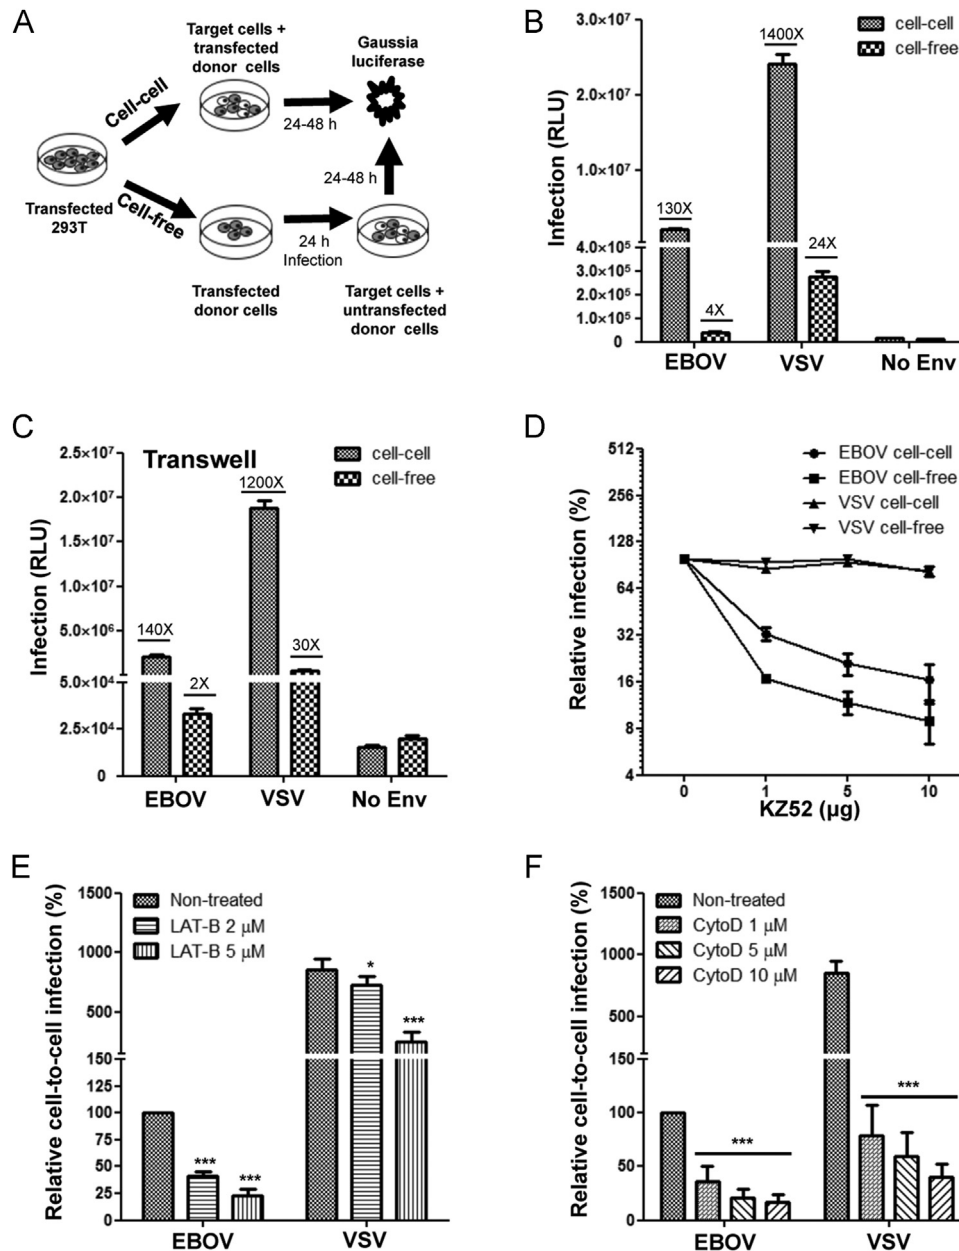 A
Target cells +
transfected
donor cells
Gaussia
luciferase
Cell-cell
24-48 h
Transfected
293T
Cell-free
24-48 h
24 h
Infection
Transfected
donor cells
Target cells +
untransfected
donor cells
B
Infection (RLU)
3.0×10⁷
2.0×10⁷
1.0×10⁷
4.0×10⁵
3.0×10⁵
2.0×10⁵
1.0×10⁵
0
cell-cell
cell-free
130X
4X
1400X
24X
EBOV
VSV
No Env
C
Transwell
Infection (RLU)
2.5×10⁷
2.0×10⁷
1.5×10⁷
1.0×10⁷
5.0×10⁶
5.0×10⁴
2.5×10⁴
0
cell-cell
cell-free
140X
2X
1200X
30X
EBOV
VSV
No Env
D
Relative infection (%)
512
256
128
64
32
16
8
4
EBOV cell-cell
EBOV cell-free
VSV cell-cell
VSV cell-free
0
1
5
10
KZ52 (µg)
E
Relative cell-to-cell infection (%)
1500
1000
500
150
125
100
75
50
25
0
Non-treated
LAT-B 2 µM
LAT-B 5 µM
***
***
*
***
EBOV
VSV
F
Relative cell-to-cell infection (%)
1500
1000
500
150
100
50
0
Non-treated
CytoD 1 µM
CytoD 5 µM
CytoD 10 µM
***
***
EBOV
VSV